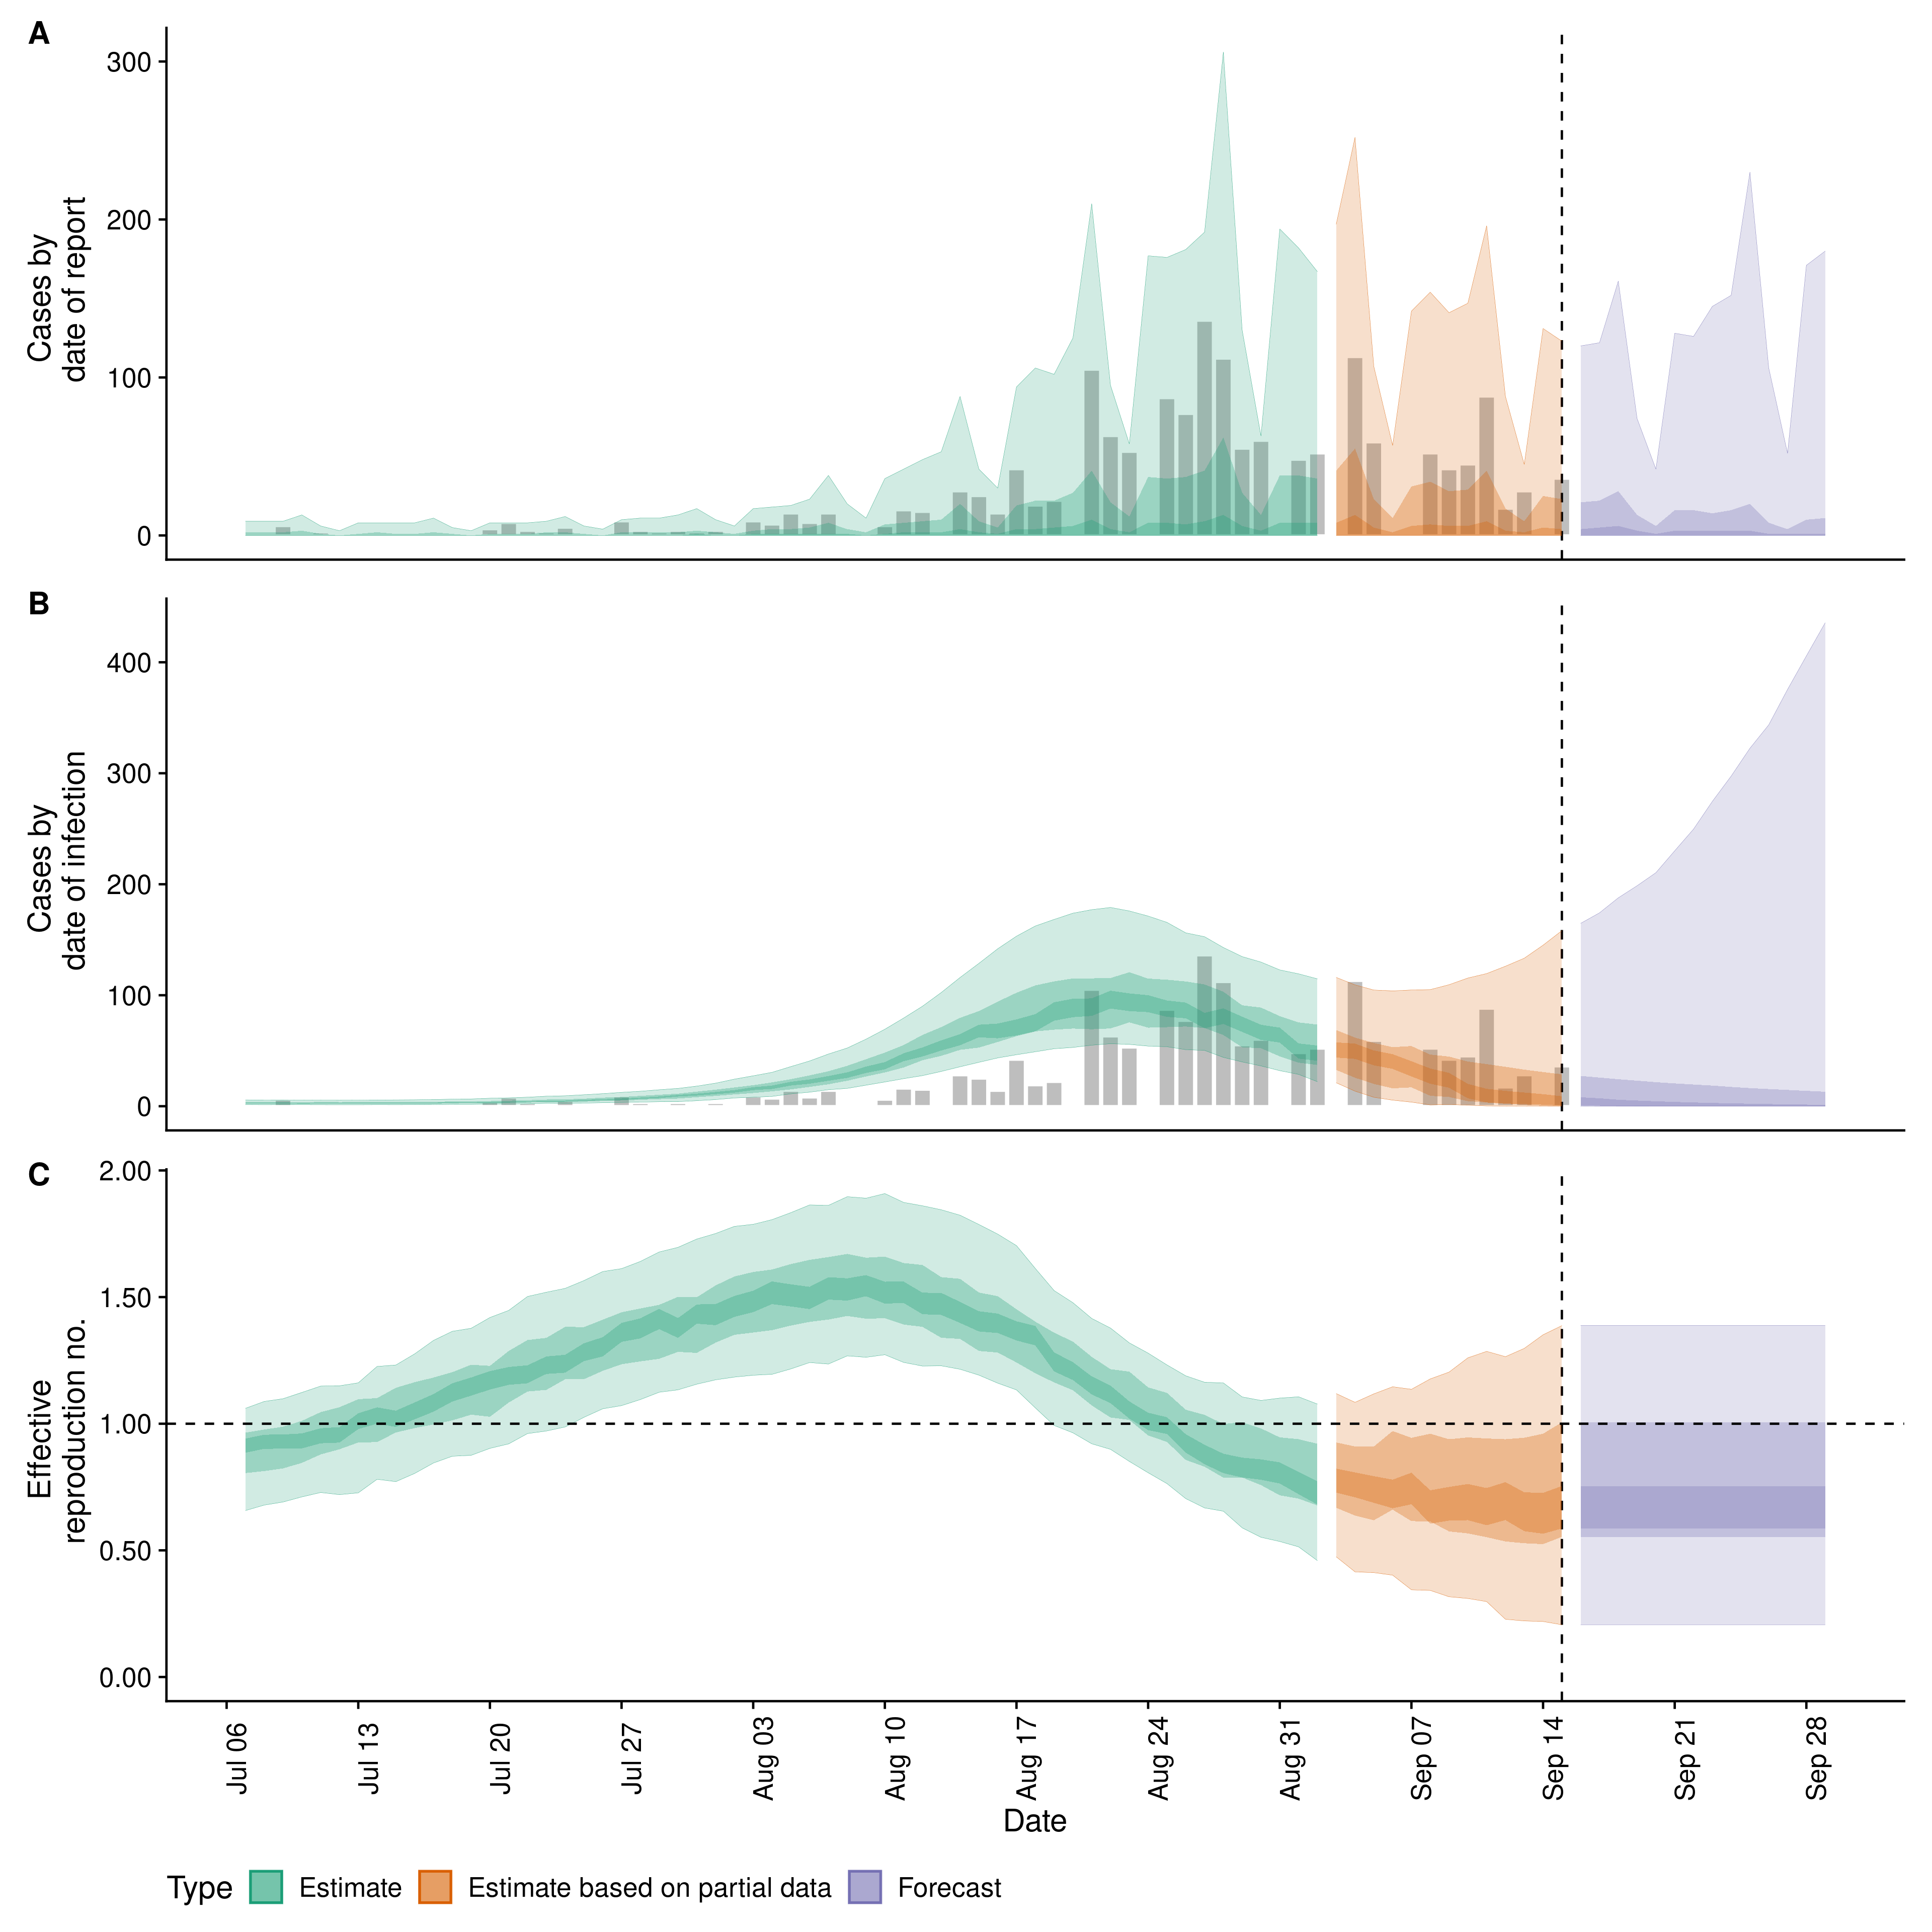 A
300
200
100
0
Cases by
date of report
B
400
300
200
100
0
Cases by
date of infection
C
2.00
1.50
1.00
0.50
0.00
Effective
reproduction no.
Jul 06
Jul 13
Jul 20
Jul 27
Aug 03
Aug 10
Aug 17
Aug 24
Aug 31
Sep 07
Sep 14
Sep 21
Sep 28
Date
Type Estimate Estimate based on partial data Forecast